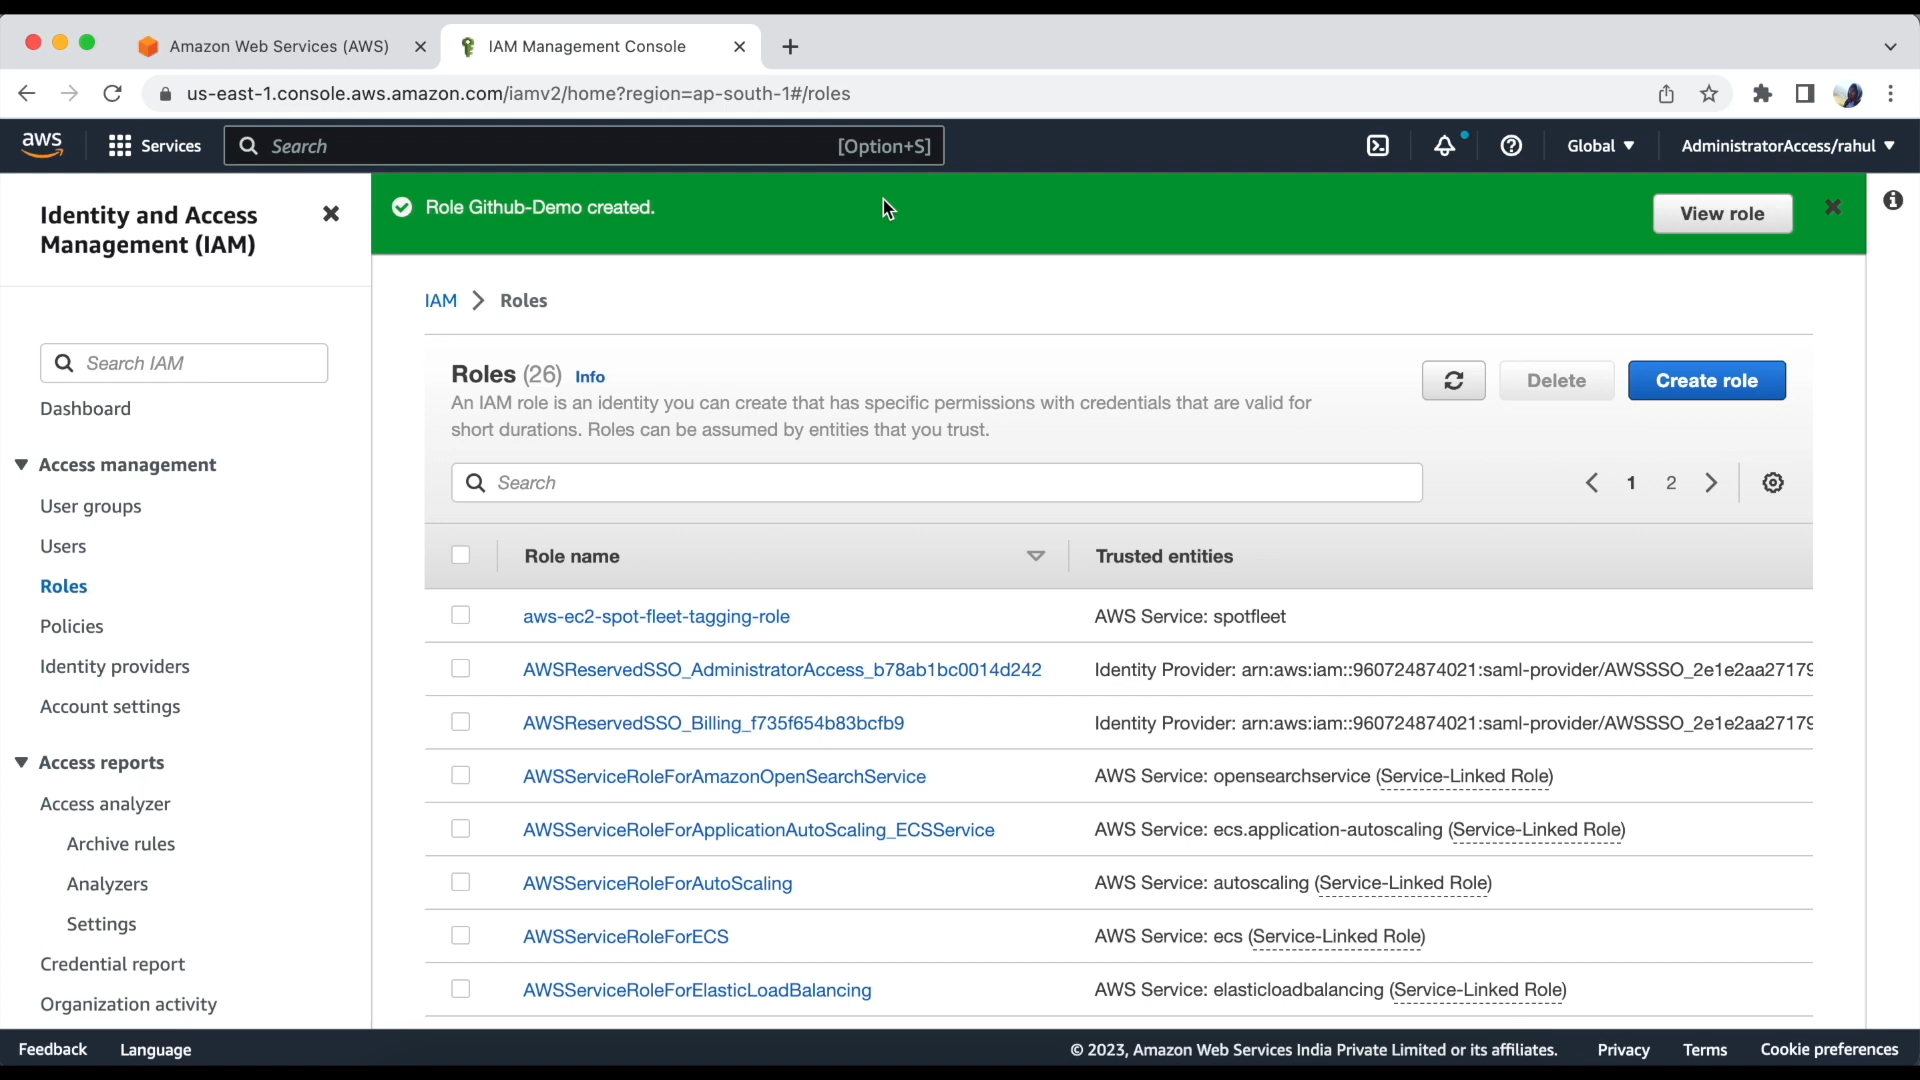 Amazon Web Services (AWS)
IAM Management Console
us-east-1.console.aws.amazon.com/iamv2/home?region=ap-south-1#/roles
aws
Services
Search
[Option+S]
Global
AdministratorAccess/rahul
Identity and Access
Management (IAM)
Search IAM
Dashboard
Access management
User groups
Users
Roles
Policies
Identity providers
Account settings
Access reports
Access analyzer
Archive rules
Analyzers
Settings
Credential report
Organization activity
Role Github-Demo created.
View role
IAM > Roles
Roles (26) Info
An IAM role is an identity you can create that has specific permissions with credentials that are valid for
short durations. Roles can be assumed by entities that you trust.
Delete
Create role
Search
1 2
Role name Trusted entities
aws-ec2-spot-fleet-tagging-role AWS Service: spotfleet
AWSReservedSSO_AdministratorAccess_b78ab1bc0014d242 Identity Provider: arn:aws:iam::960724874021:saml-provider/AWSSSO_2e1e2aa27179
AWSReservedSSO_Billing_f735f654b83bcfb9 Identity Provider: arn:aws:iam::960724874021:saml-provider/AWSSSO_2e1e2aa27179
AWSServiceRoleForAmazonOpenSearchService AWS Service: opensearchservice (Service-Linked Role)
AWSServiceRoleForApplicationAutoScaling_ECSService AWS Service: ecs.application-autoscaling (Service-Linked Role)
AWSServiceRoleForAutoScaling AWS Service: autoscaling (Service-Linked Role)
AWSServiceRoleForECS AWS Service: ecs (Service-Linked Role)
AWSServiceRoleForElasticLoadBalancing AWS Service: elasticloadbalancing (Service-Linked Role)
Feedback Language © 2023, Amazon Web Services India Private Limited or its affiliates. Privacy Terms Cookie preferences